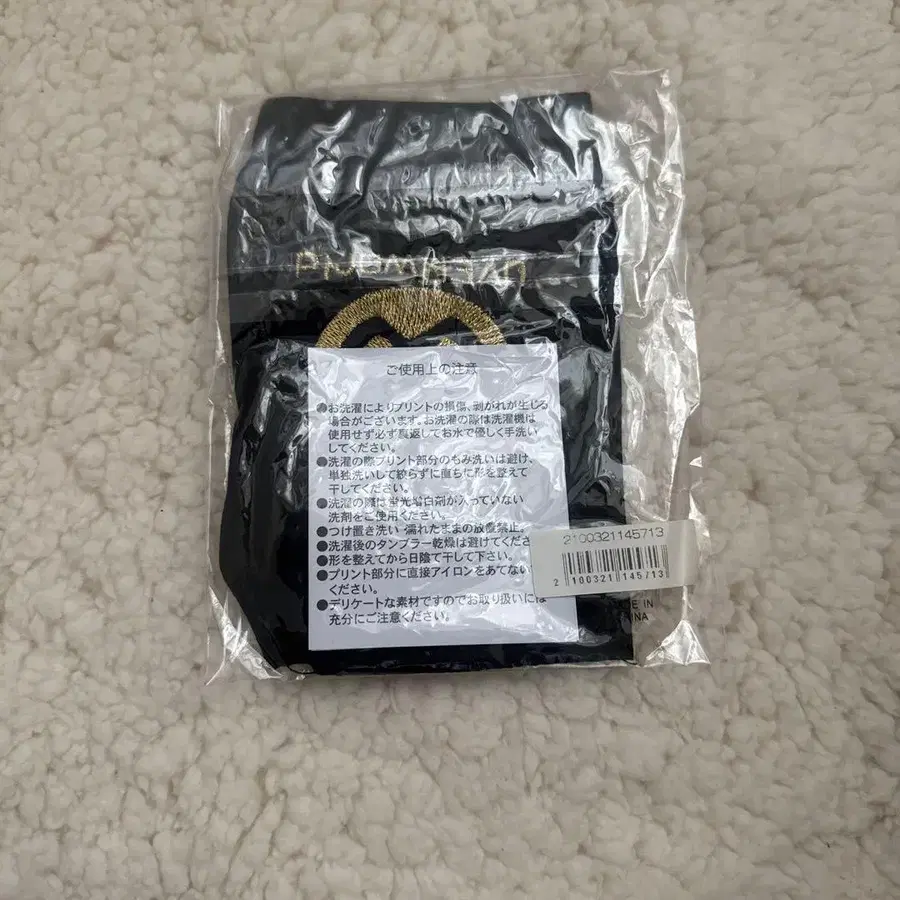 ご使用上の注意
●お洗濯によりプリントの損傷、剥がれが生じる
場合がございます。お洗濯の際は洗濯機は
使用せず必ず裏返してお水で優しく手洗い
してください。
●洗濯の際プリント部分のもみ洗いは避け、
単独洗いして絞らずに直ちに形を整えて
干してください。
●洗濯の際は蛍光増白剤が入っていない
洗剤をご使用ください。
●つけ置き洗い 濡れたままの放置禁止。
●洗濯後のタンブラー乾燥は避けてくださ
●形を整えてから日陰で干して下さい。
●プリント部分に直接アイロンをあてない
ください。
●デリケートな素材ですのでお取り扱いには
充分にご注意ください。
2100321145713
2 100321 145713
IN